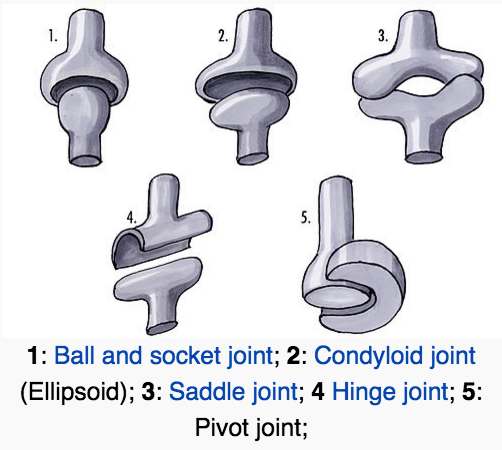 1.
2.
3.
4.
5.
1: Ball and socket joint; 2: Condyloid joint
(Ellipsoid); 3: Saddle joint; 4 Hinge joint; 5:
Pivot joint;